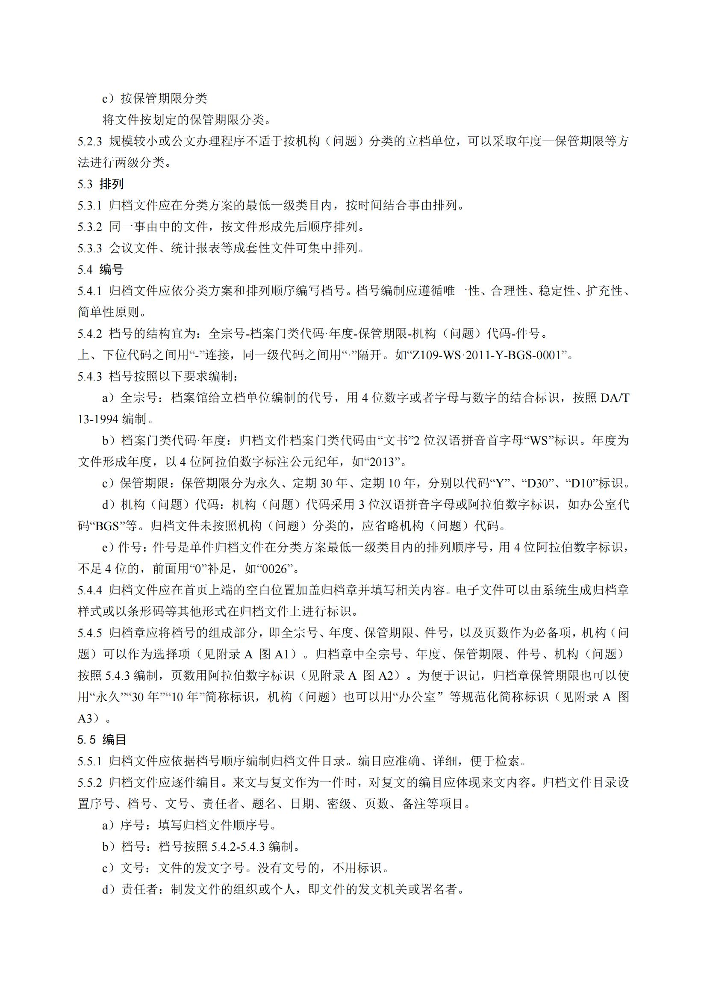 c）按保管期限分类
将文件按划定的保管期限分类。
5.2.3 规模较小或公文办理程序不适于按机构（问题）分类的立档单位，可以采取年度—保管期限等方
法进行两级分类。
5.3 排列
5.3.1 归档文件应在分类方案的最低一级类目内，按时间结合事由排列。
5.3.2 同一事由中的文件，按文件形成先后顺序排列。
5.3.3 会议文件、统计报表等成套性文件可集中排列。
5.4 编号
5.4.1 归档文件应依分类方案和排列顺序编写档号。档号编制应遵循唯一性、合理性、稳定性、扩充性、
简单性原则。
5.4.2 档号的结构宜为：全宗号-档案门类代码·年度-保管期限-机构（问题）代码-件号。
上、下位代码之间用“-”连接，同一级代码之间用“·”隔开。如“Z109-WS·2011-Y-BGS-0001”。
5.4.3 档号按照以下要求编制：
a）全宗号：档案馆给立档单位编制的代号，用 4 位数字或者字母与数字的结合标识，按照 DA/T
13-1994 编制。
b）档案门类代码·年度：归档文件档案门类代码由“文书”2 位汉语拼音首字母“WS”标识。年度为
文件形成年度，以 4 位阿拉伯数字标注公元纪年，如“2013”。
c）保管期限：保管期限分为永久、定期 30 年、定期 10 年，分别以代码“Y”、“D30”、“D10”标识。
d）机构（问题）代码：机构（问题）代码采用 3 位汉语拼音字母或阿拉伯数字标识，如办公室代
码“BGS”等。归档文件未按照机构（问题）分类的，应省略机构（问题）代码。
e）件号：件号是单件归档文件在分类方案最低一级类目内的排列顺序号，用 4 位阿拉伯数字标识，
不足 4 位的，前面用“0”补足，如“0026”。
5.4.4 归档文件应在首页上端的空白位置加盖归档章并填写相关内容。电子文件可以由系统生成归档章
样式或以条形码等其他形式在归档文件上进行标识。
5.4.5 归档章应将档号的组成部分，即全宗号、年度、保管期限、件号，以及页数作为必备项，机构（问
题）可以作为选择项（见附录 A 图 A1）。归档章中全宗号、年度、保管期限、件号、机构（问题）
按照 5.4.3 编制，页数用阿拉伯数字标识（见附录 A 图 A2）。为便于识记，归档章保管期限也可以使
用“永久”“30 年”“10 年”简称标识，机构（问题）也可以用“办公室”等规范化简称标识（见附录 A 图
A3）。
5.5 编目
5.5.1 归档文件应依据档号顺序编制归档文件目录。编目应准确、详细，便于检索。
5.5.2 归档文件应逐件编目。来文与复文作为一件时，对复文的编目应体现来文内容。归档文件目录设
置序号、档号、文号、责任者、题名、日期、密级、页数、备注等项目。
a）序号：填写归档文件顺序号。
b）档号：档号按照 5.4.2-5.4.3 编制。
c）文号：文件的发文字号。没有文号的，不用标识。
d）责任者：制发文件的组织或个人，即文件的发文机关或署名者。